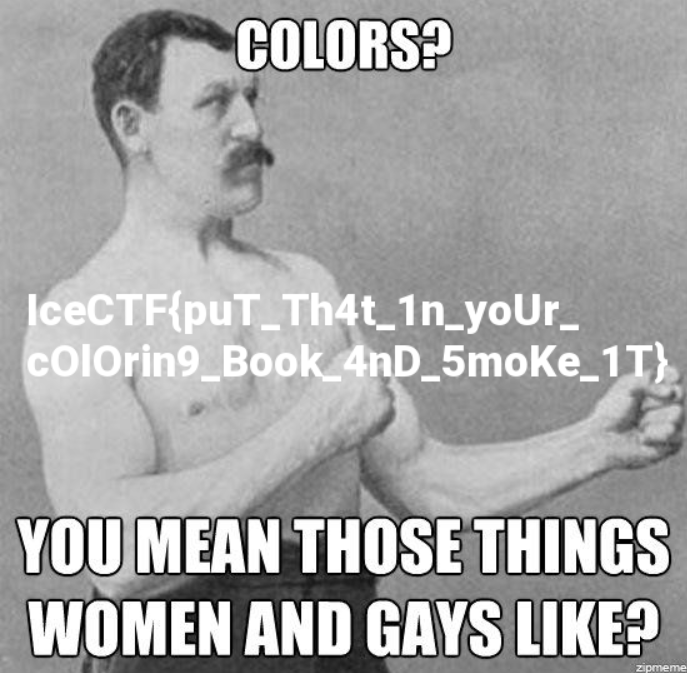 COLORS?
IceCTF{puT_Th4t_1n_yoUr_
cOlOrin9_Book_4nD_5moKe_1T}
YOU MEAN THOSE THINGS
WOMEN AND GAYS LIKE?
zipmeme